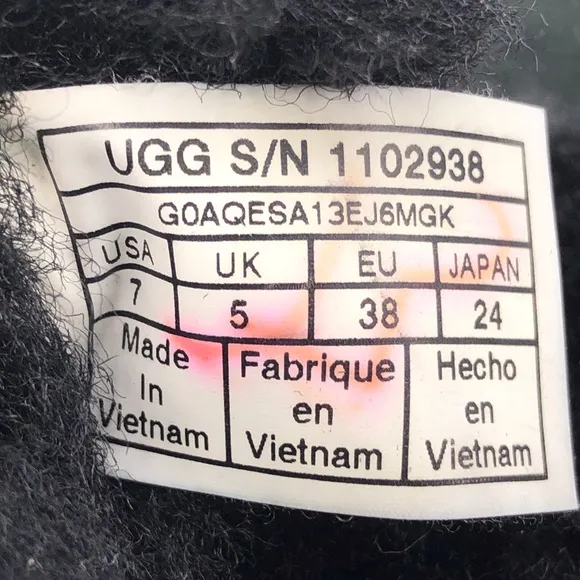 UGG S/N 1102938
G0AQESA13EJ6MGK
USA UK EU JAPAN
7 5 38 24
Made In Vietnam
Fabrique en Vietnam
Hecho en Vietnam